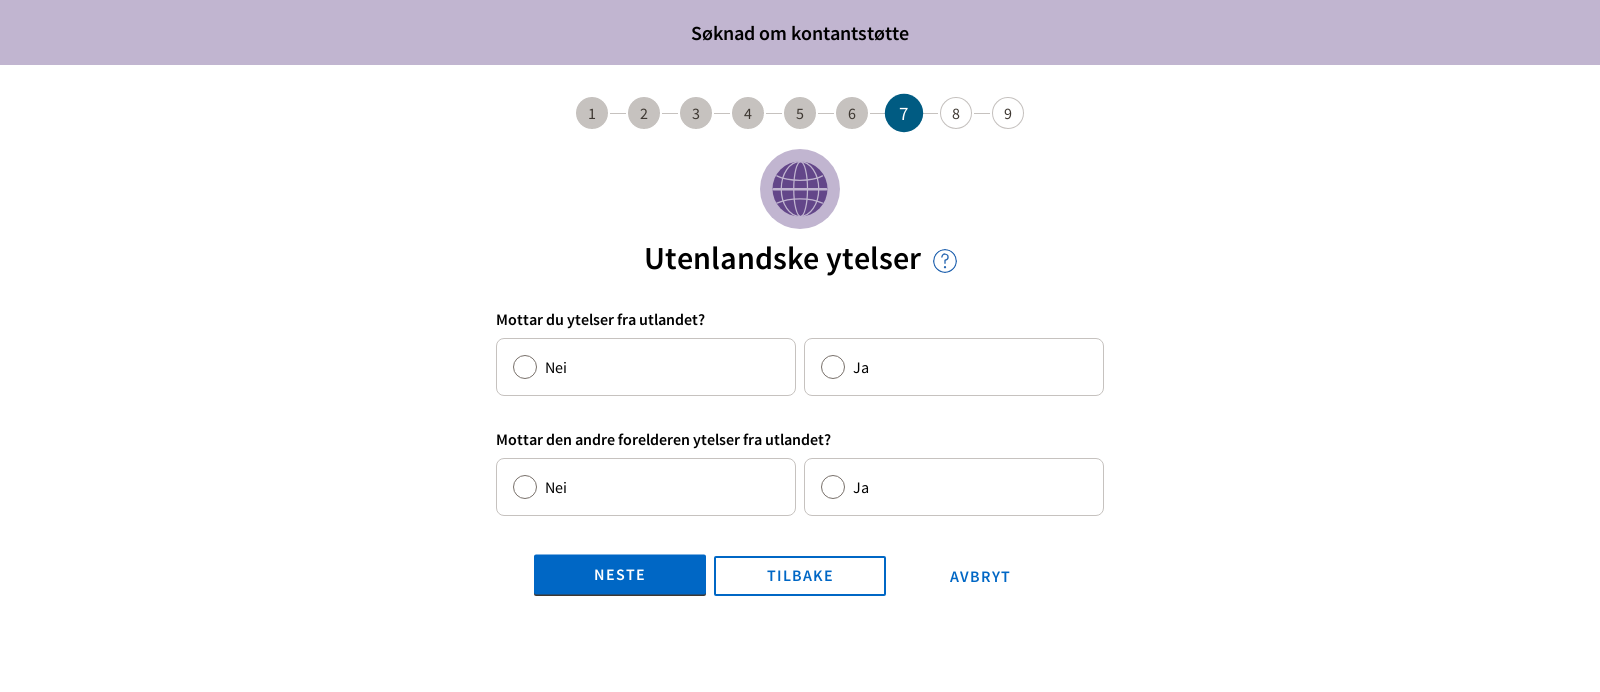 Søknad om kontantstøtte
1 2 3 4 5 6 7 8 9
Utenlandske ytelser ?
Mottar du ytelser fra utlandet?
Nei Ja
Mottar den andre forelderen ytelser fra utlandet?
Nei Ja
NESTE TILBAKE AVBRYT